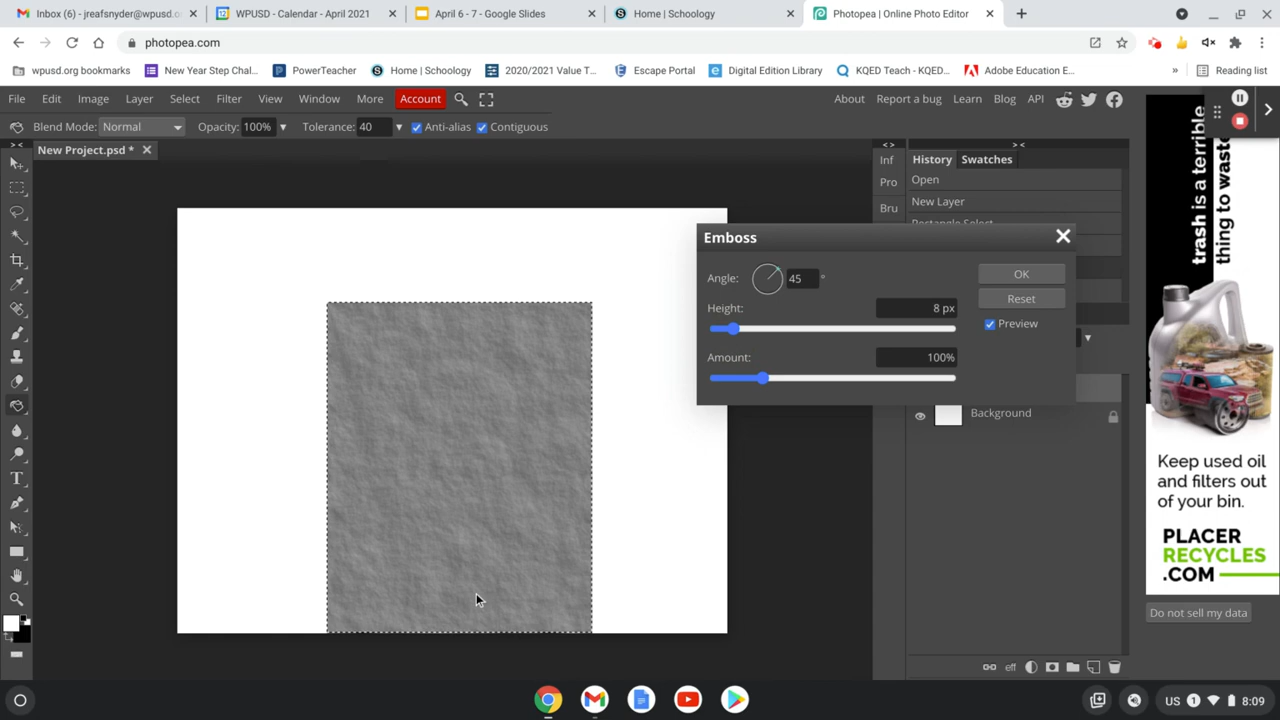 Inbox (6) - jreafsnyder@wpusd.o
WPUSD - Calendar - April 2021
April 6 - 7 - Google Slides
Home | Schoology
Photopea | Online Photo Editor
photopea.com
wpusd.org bookmarks
New Year Step Chal...
PowerTeacher
Home | Schoology
2020/2021 Value T...
Escape Portal
Digital Edition Library
KQED Teach - KQED...
Adobe Education E...
»
Reading list
File Edit Image Layer Select Filter View Window More Account
About Report a bug Learn Blog API
Blend Mode: Normal Opacity: 100% Tolerance: 40 Anti-alias Contiguous
New Project.psd *
Inf
Pro
Bru
History Swatches
Open
New Layer
Emboss
Angle: 45 °
OK
Height: 8 px
Reset
Preview
Amount: 100%
Background
eff
trash is a terrible
thing to waste
Keep used oil
and filters out
of your bin.
PLACER
RECYCLES
.COM
Do not sell my data
US 1 8:09